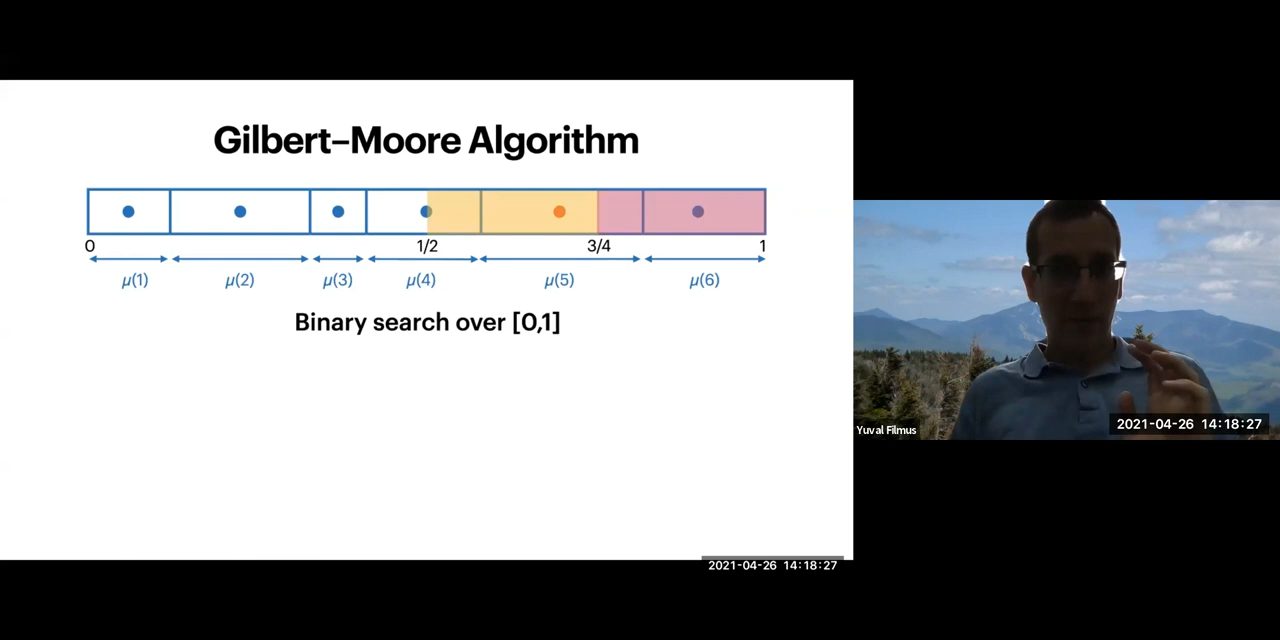 Gilbert–Moore Algorithm
0 1/2 3/4 1
μ(1) μ(2) μ(3) μ(4) μ(5) μ(6)
Binary search over [0,1]
2021-04-26 14:18:27
Yuval Filmus
2021-04-26 14:18:27